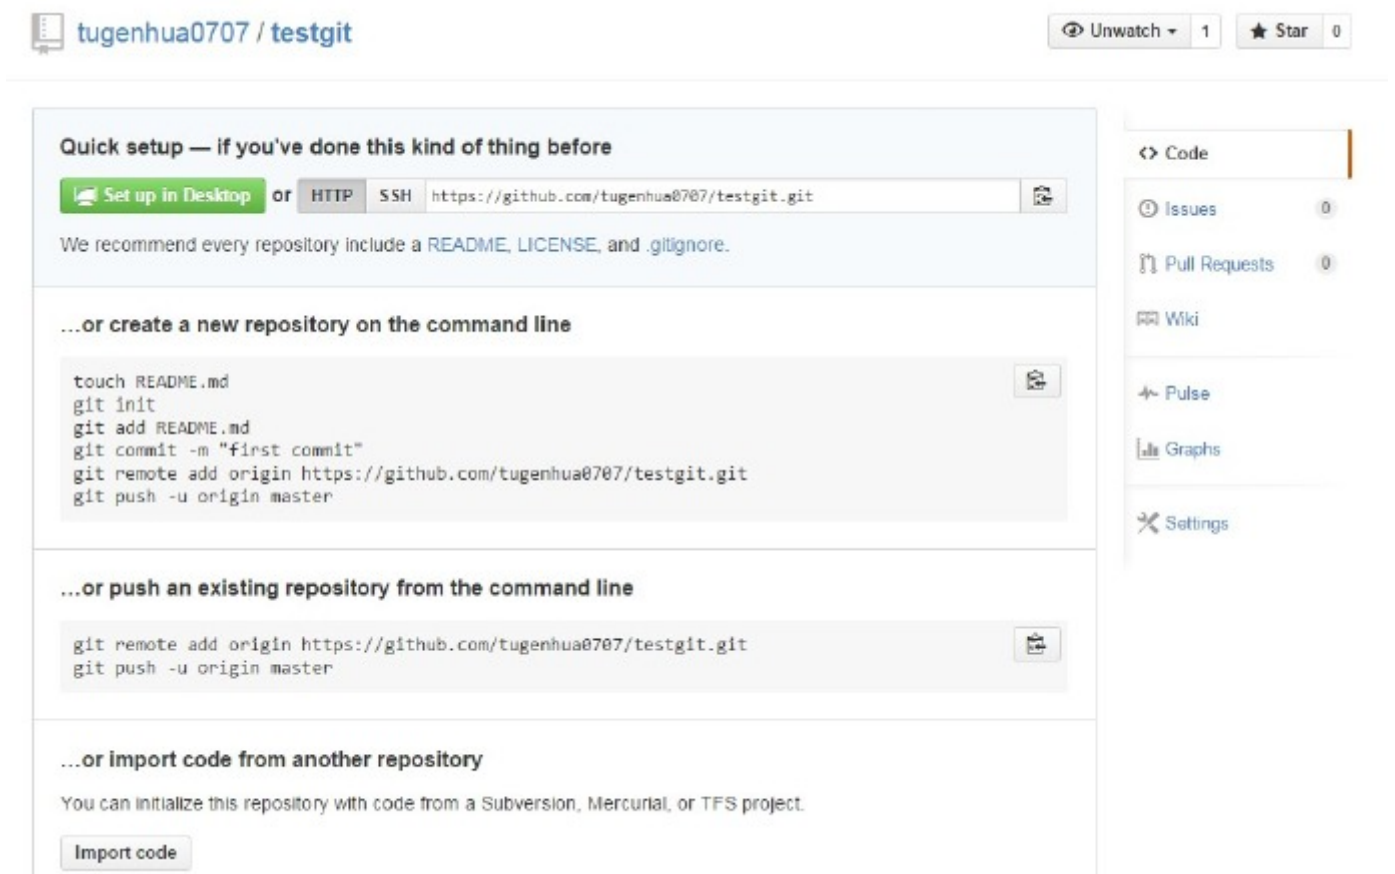 tugenhua0707 / testgit
Unwatch 1
Star 0
Quick setup — if you've done this kind of thing before
Set up in Desktop or HTTP SSH https://github.com/tugenhua0707/testgit.git
We recommend every repository include a README, LICENSE, and .gitignore.
...or create a new repository on the command line
touch README.md
git init
git add README.md
git commit -m "first commit"
git remote add origin https://github.com/tugenhua0707/testgit.git
git push -u origin master
...or push an existing repository from the command line
git remote add origin https://github.com/tugenhua0707/testgit.git
git push -u origin master
...or import code from another repository
You can initialize this repository with code from a Subversion, Mercurial, or TFS project.
Import code
Code
Issues 0
Pull Requests 0
Wiki
Pulse
Graphs
Settings